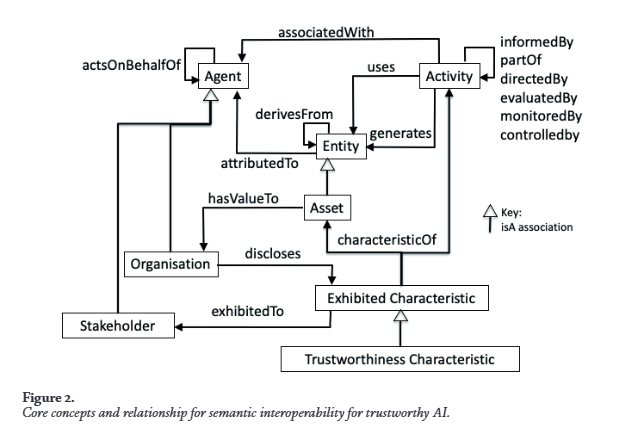 associatedWith
informedBy
partOf
directedBy
evaluatedBy
monitoredBy
controlledby
actsOnBehalfOf
Agent
uses
Activity
derivesFrom
generates
Entity
attributedTo
hasValueTo
Asset
Key:
isA association
characteristicOf
discloses
Organisation
Exhibited Characteristic
exhibitedTo
Stakeholder
Trustworthiness Characteristic
Figure 2.
Core concepts and relationship for semantic interoperability for trustworthy AI.